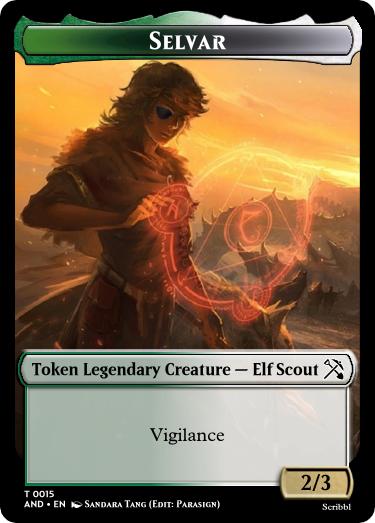 Selvar
Token Legendary Creature — Elf Scout
Vigilance
2/3
T 0015
AND • EN Sandara Tang (Edit: Parasign)
Scribbl